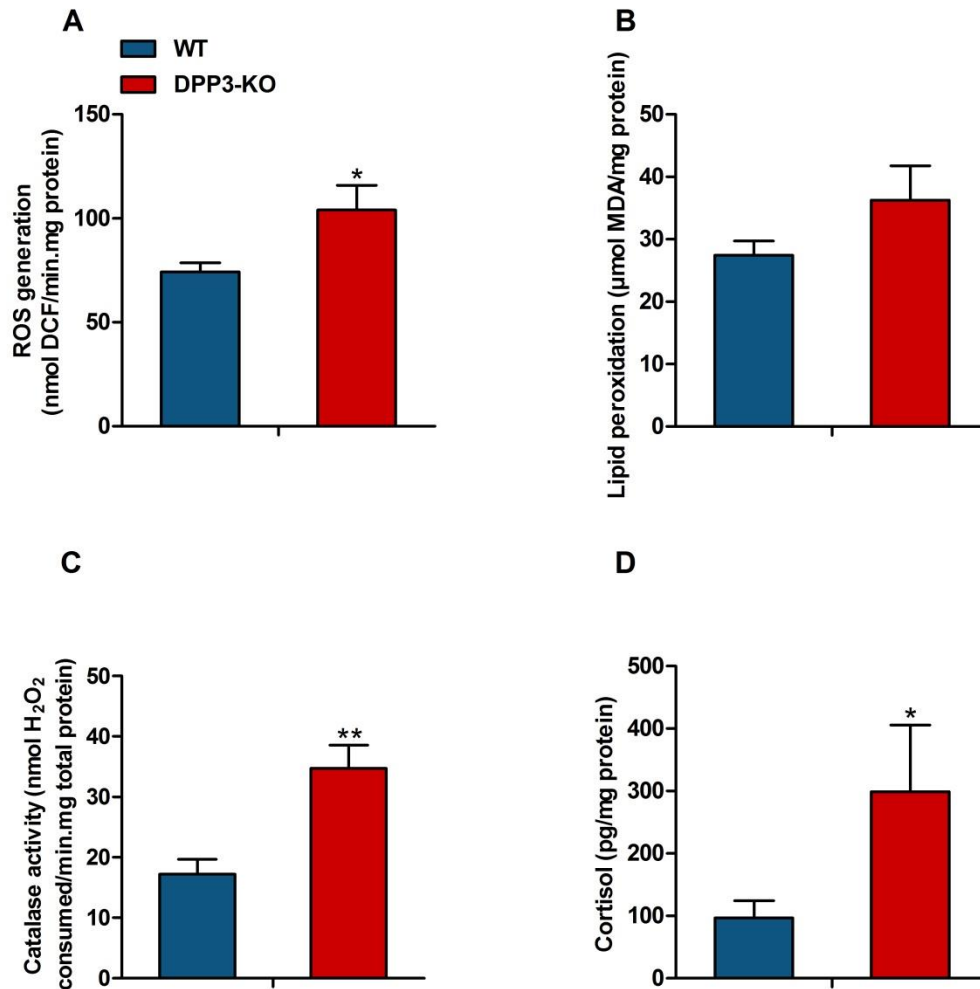 A
WT
DPP3-KO
ROS generation
(nmol DCF/min.mg protein)
150
100
50
0
*
B
Lipid peroxidation (µmol MDA/mg protein)
50
40
30
20
10
0
C
Catalase activity (nmol H₂O₂
consumed/min.mg total protein)
50
40
30
20
10
0
**
D
Cortisol (pg/mg protein)
500
400
300
200
100
0
*